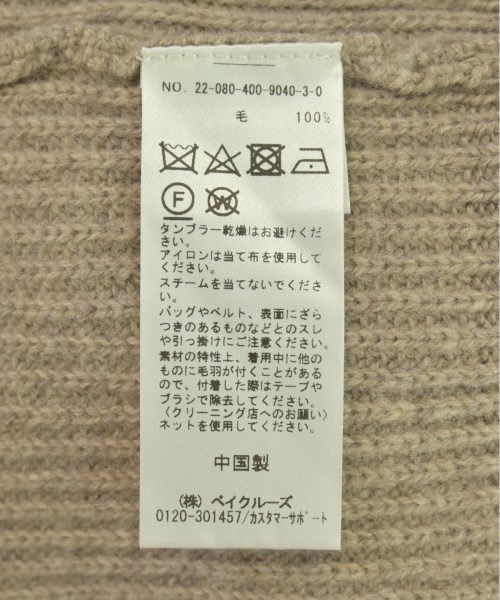 NO. 22-080-400-9040-3-0
毛 100%
F
W
タンブラー乾燥はお避けくだ
さい。
アイロンは当て布を使用して
ください。
スチームを当てないでくださ
い。
バッグやベルト、表面にざら
つきのあるものなどとのスレ
や引っ掛けにご注意ください。
素材の特性上、着用中に他の
ものに毛羽が付くことがある
ので、付着した際はテープや
ブラシで除去してください。
〈クリーニング店へのお願い〉
ネットを使用してください。
中国製
(株) ベイクルーズ
0120-301457/カスタマーサポート